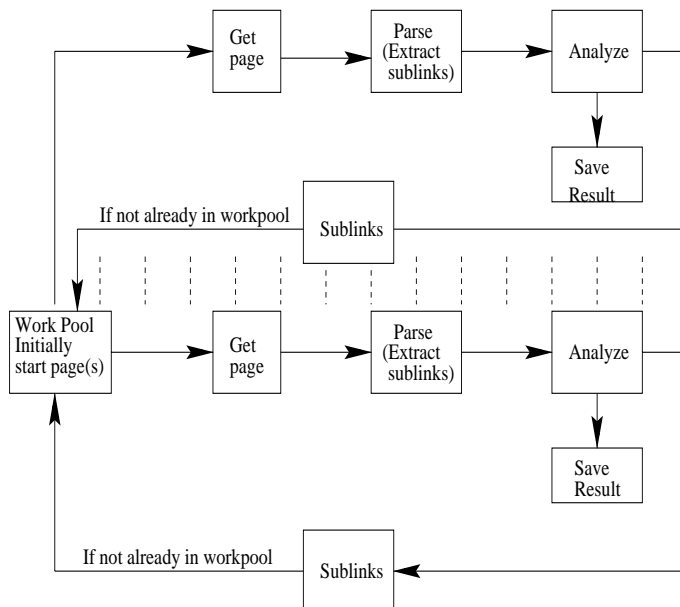 Get
page
Parse
(Extract
sublinks)
Analyze
Save
Result
If not already in workpool
Sublinks
Work Pool
Initially
start page(s)
Get
page
Parse
(Extract
sublinks)
Analyze
Save
Result
If not already in workpool
Sublinks